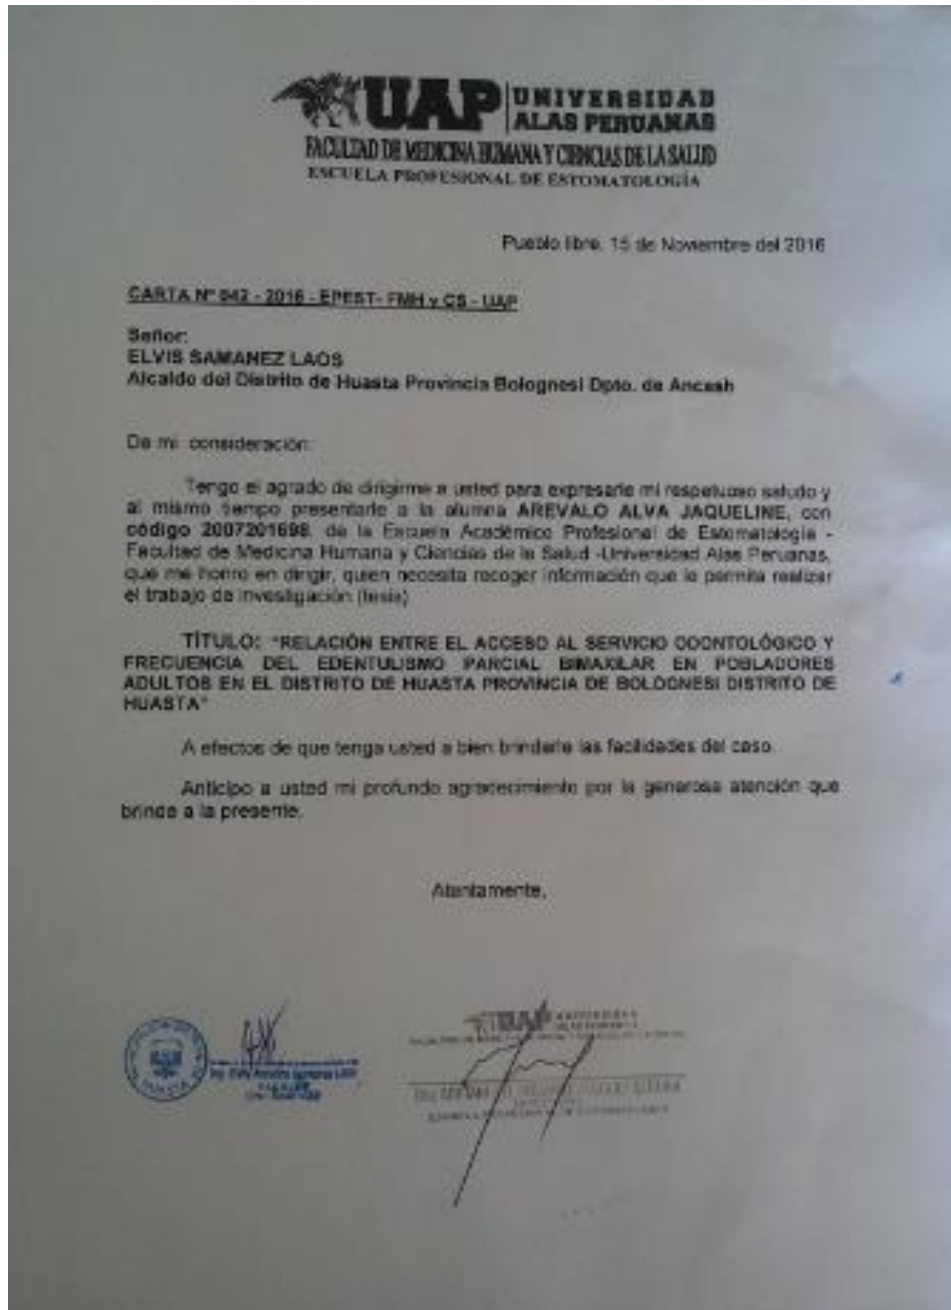 UAP UNIVERSIDAD
ALAS PERUANAS
FACULTAD DE MEDICINA HUMANA Y CIENCIAS DE LA SALUD
ESCUELA PROFESIONAL DE ESTOMATOLOGÍA
Pueblo libre, 15 de Noviembre del 2016
CARTA N° 042 - 2016 - EPEST- FMH y CS - UAP
Señor:
ELVIS SAMANEZ LAOS
Alcalde del Distrito de Huasta Provincia Bolognesi Dpto. de Ancash
De mi consideración:
Tengo el agrado de dirigirme a usted para expresarle mi respetuoso saludo y
al mismo tiempo presentarle a la alumna AREVALO ALVA JAQUELINE, con
código 2007201698, de la Escuela Académico Profesional de Estomatología -
Facultad de Medicina Humana y Ciencias de la Salud -Universidad Alas Peruanas,
que me honro en dirigir, quien necesita recoger información que le permita realizar
el trabajo de investigación (tesis).
TÍTULO: "RELACIÓN ENTRE EL ACCESO AL SERVICIO ODONTOLÓGICO Y
FRECUENCIA DEL EDENTULISMO PARCIAL BIMAXILAR EN POBLADORES
ADULTOS EN EL DISTRITO DE HUASTA PROVINCIA DE BOLOGNESI DISTRITO DE
HUASTA"
A efectos de que tenga usted a bien brindarle las facilidades del caso.
Anticipo a usted mi profundo agradecimiento por la generosa atención que
brinde a la presente.
Atentamente,
UAP UNIVERSIDAD
ALAS PERUANAS
ALCALDE